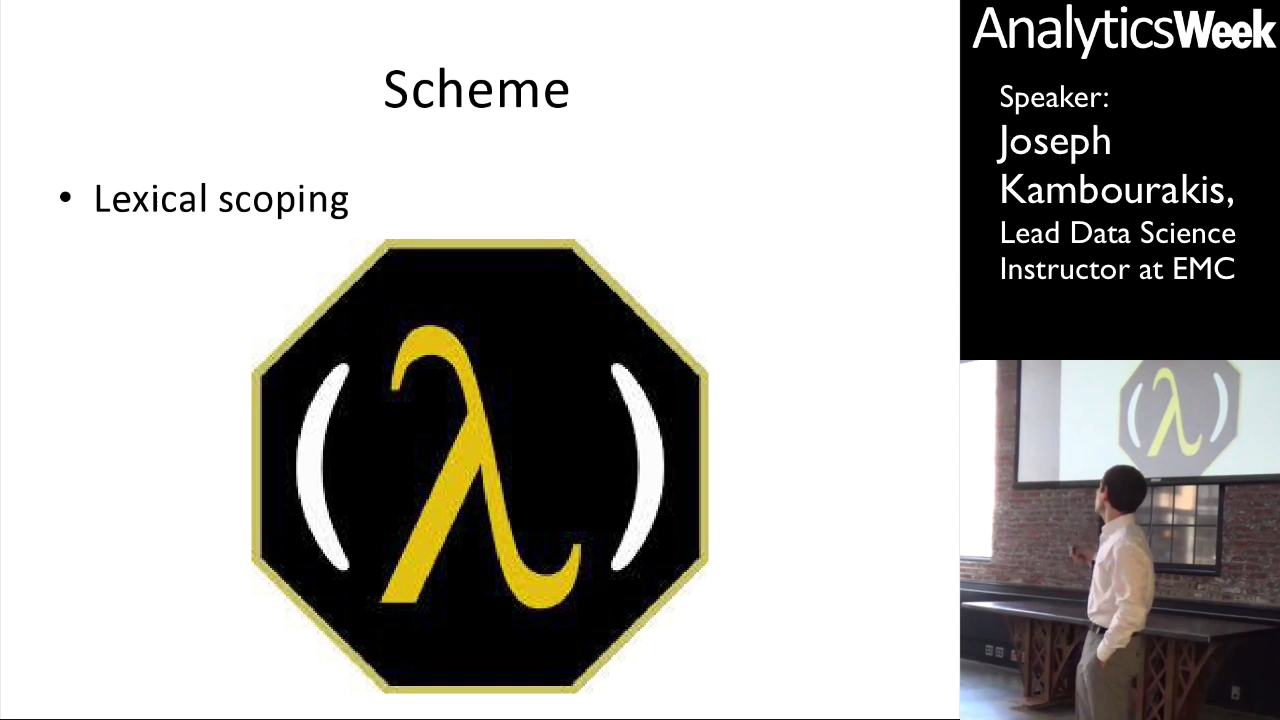 Scheme
• Lexical scoping
(λ)
AnalyticsWeek
Speaker:
Joseph
Kambourakis,
Lead Data Science
Instructor at EMC
(λ)